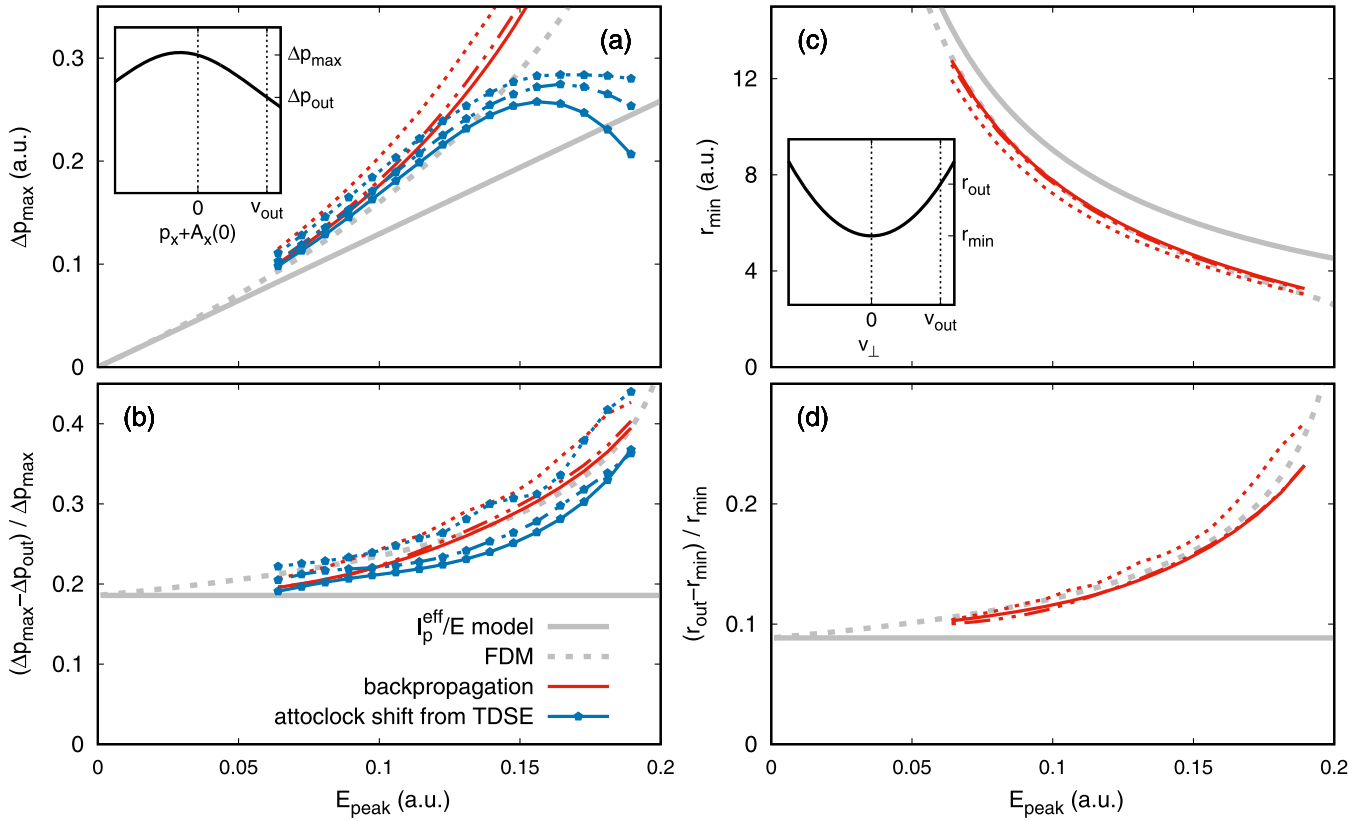 (a)
Δp_max (a.u.)
0.3
0.2
0.1
0
Δp_max
Δp_out
0
v_out
p_x+A_x(0)
(c)
r_min (a.u.)
12
8
4
0
r_out
r_min
0
v_out
v_⊥
(b)
(Δp_max−Δp_out) / Δp_max
0.4
0.3
0.2
0.1
0
I_p^eff/E model
FDM
backpropagation
attoclock shift from TDSE
0 0.05 0.1 0.15 0.2
E_peak (a.u.)
(d)
(r_out−r_min) / r_min
0.2
0.1
0
0 0.05 0.1 0.15 0.2
E_peak (a.u.)